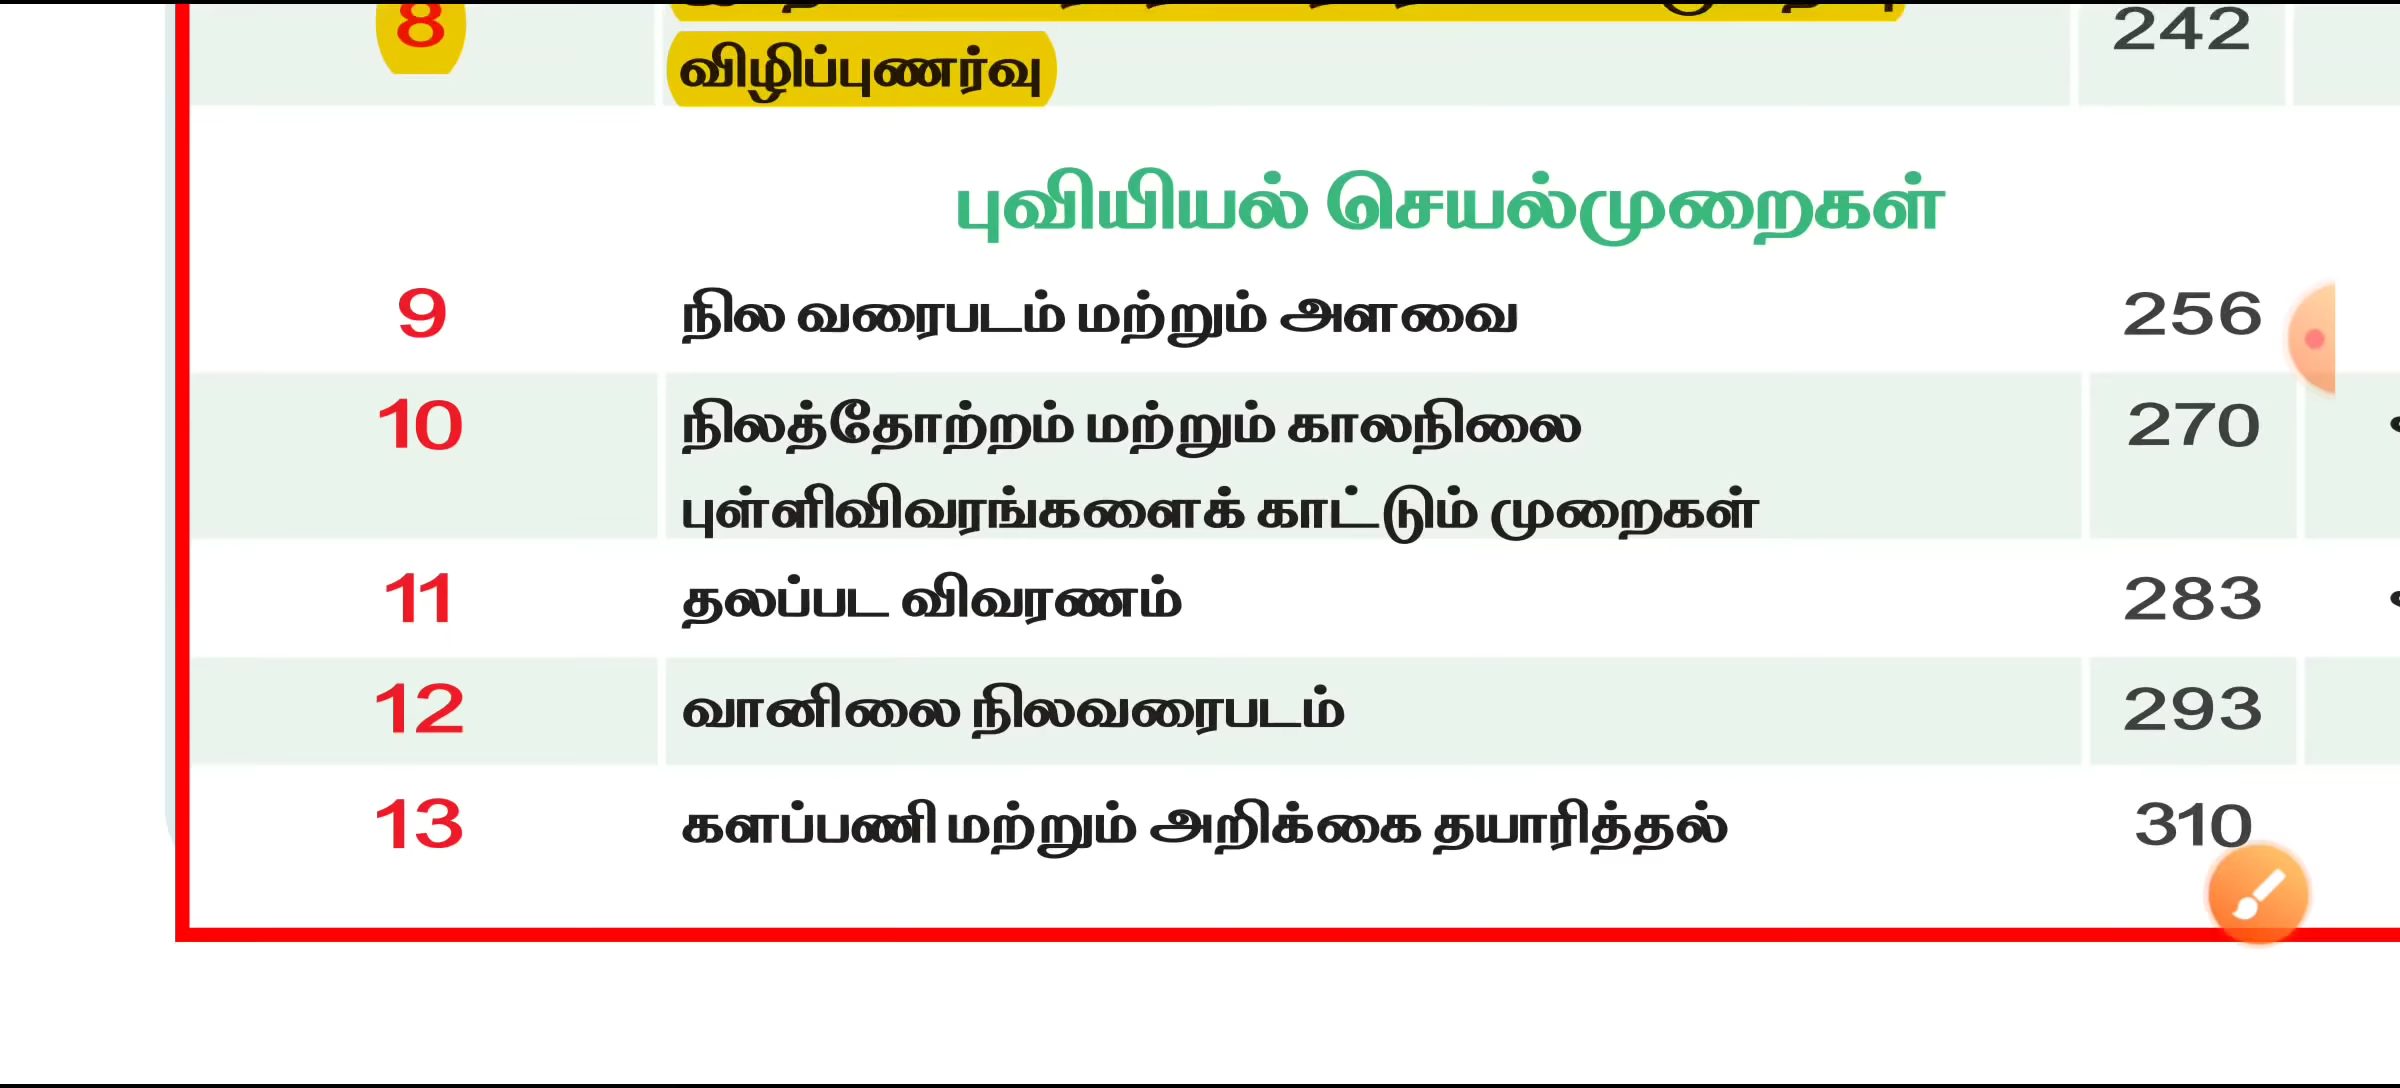 8 242
விழிப்புணர்வு
புவியியல் செயல்முறைகள்
9 நில வரைபடம் மற்றும் அளவை 256
10 நிலத்தோற்றம் மற்றும் காலநிலை 270
புள்ளிவிவரங்களைக் காட்டும் முறைகள்
11 தலப்பட விவரணம் 283
12 வானிலை நிலவரைபடம் 293
13 களப்பணி மற்றும் அறிக்கை தயாரித்தல் 310